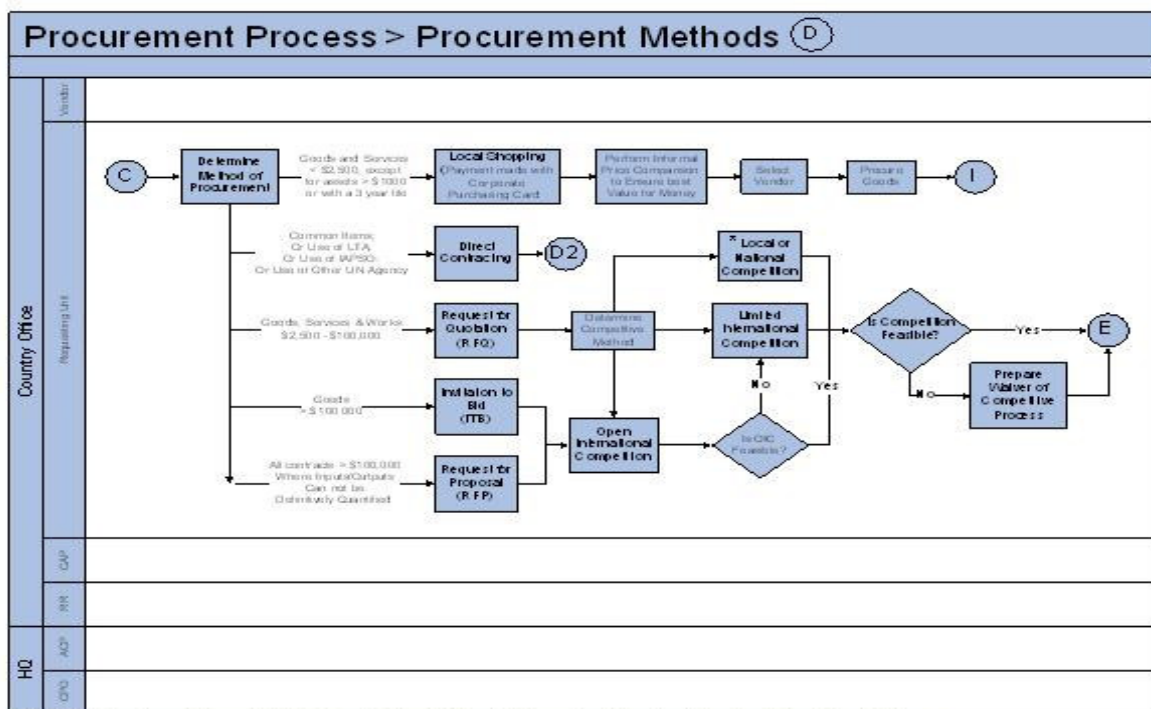 Procurement Process > Procurement Methods D
Country Office
HQ
Vendor
Requesting Unit
CAP
RR
AOP
CPO
C
Determine
Method of
Procurement
Goods and Services
< $2,500, except
for assets > $1000
or with a 3 year life
Local Shopping
(Payment made with
Corporate
Purchasing Card)
Perform Informal
Price Comparison
to Ensure best
Value for Money
Select
Vendor
Procure
Goods
I
Common Items;
Or Use of LTA;
Or Use of IAPSO;
Or Use of Other UN Agency
Direct
Contracing
D2
* Local or
National
Competition
Goods, Services & Works
$2,500 - $100,000
Request for
Quotation
(RFQ)
Determine
Competitive
Method
Limited
International
Competition
Is Competition
Feasible?
Yes
E
No
Prepare
Waiver of
Competitive
Process
Goods
> $100,000
Invitaion to
Bid
(ITB)
No
Yes
Open
International
Competition
Is OIC
Feasible?
All contracts > $100,000
Where Inputs/Outputs
Can not be
Definitively Quantified
Request for
Proposal
(RFP)